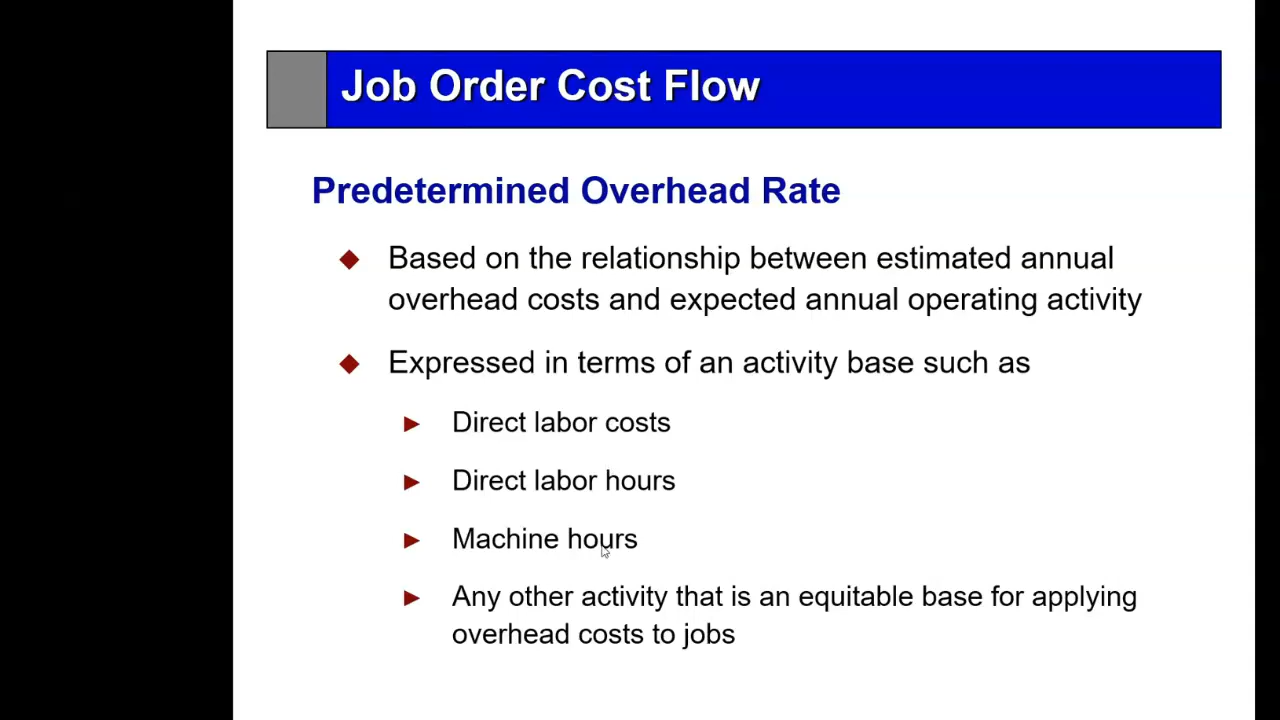 Job Order Cost Flow
Predetermined Overhead Rate
Based on the relationship between estimated annual
overhead costs and expected annual operating activity
Expressed in terms of an activity base such as
Direct labor costs
Direct labor hours
Machine hours
Any other activity that is an equitable base for applying
overhead costs to jobs